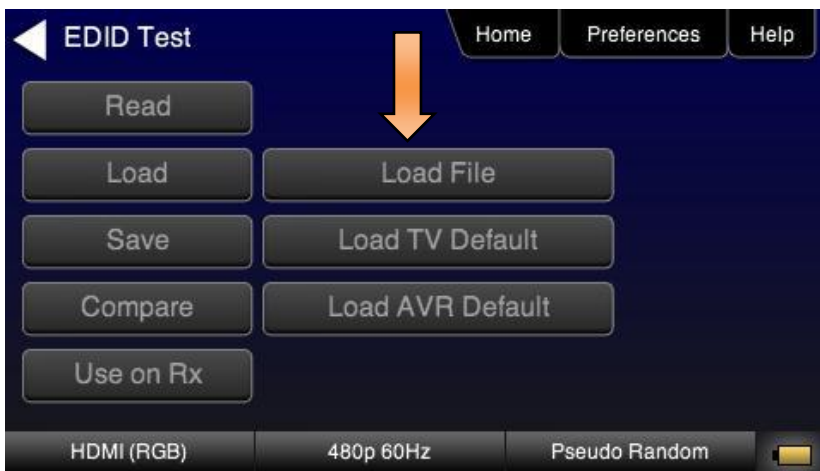 EDID Test
Home
Preferences
Help
Read
Load
Load File
Save
Load TV Default
Compare
Load AVR Default
Use on Rx
HDMI (RGB)
480p 60Hz
Pseudo Random